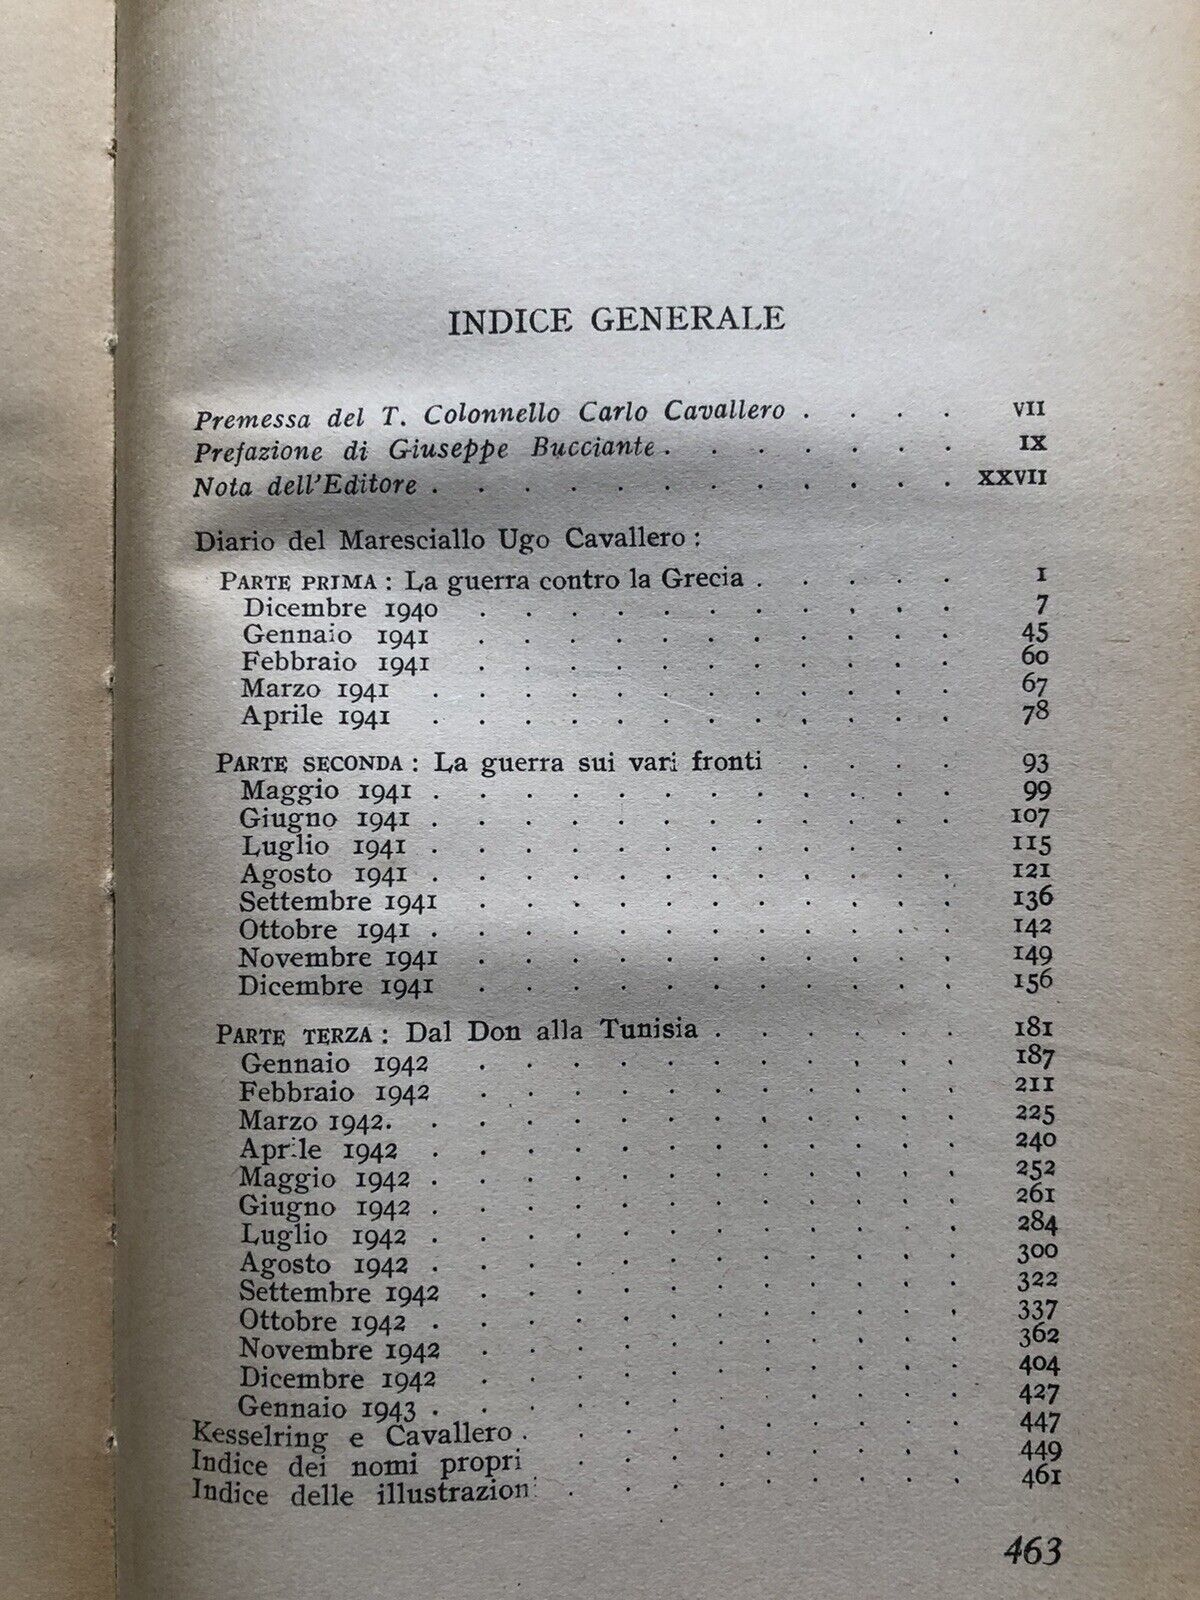 INDICE GENERALE
Premessa del T. Colonnello Carlo Cavallero . . . . VII
Prefazione di Giuseppe Bucciante . . . . . . . IX
Nota dell'Editore . . . . . . . . . . . . XXVII
Diario del Maresciallo Ugo Cavallero :
PARTE PRIMA : La guerra contro la Grecia . . . . . 1
Dicembre 1940 . . . . . . . . . . . 7
Gennaio 1941 . . . . . . . . . . . 45
Febbraio 1941 . . . . . . . . . . . 60
Marzo 1941 . . . . . . . . . . . . 67
Aprile 1941 . . . . . . . . . . . . 78
PARTE SECONDA : La guerra sui vari fronti . . . . 93
Maggio 1941 . . . . . . . . . . . . 99
Giugno 1941 . . . . . . . . . . . . 107
Luglio 1941 . . . . . . . . . . . 115
Agosto 1941 . . . . . . . . . . . . 121
Settembre 1941 . . . . . . . . . . . 136
Ottobre 1941 . . . . . . . . . . . . 142
Novembre 1941 . . . . . . . . . . . 149
Dicembre 1941 . . . . . . . . . . . 156
PARTE TERZA : Dal Don alla Tunisia . . . . . . 181
Gennaio 1942 . . . . . . . . . . . 187
Febbraio 1942 . . . . . . . . . . . 211
Marzo 1942 . . . . . . . . . . . . 225
Aprile 1942 . . . . . . . . . . . . 240
Maggio 1942 . . . . . . . . . . . . 252
Giugno 1942 . . . . . . . . . . . . 261
Luglio 1942 . . . . . . . . . . . . 284
Agosto 1942 . . . . . . . . . . . . 300
Settembre 1942 . . . . . . . . . . . 322
Ottobre 1942 . . . . . . . . . . . . 337
Novembre 1942 . . . . . . . . . . . 362
Dicembre 1942 . . . . . . . . . . . 404
Gennaio 1943 . . . . . . . . . . . . 427
Kesselring e Cavallero . . . . . . . . . . 447
Indice dei nomi propri . . . . . . . . . 449
Indice delle illustrazioni . . . . . . . . . 461
463